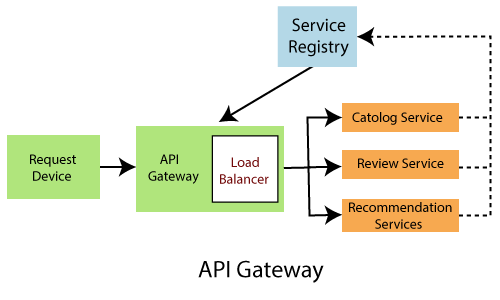 Service
Registry
Catolog Service
Request
Device
API
Gateway
Load
Balancer
Review Service
Recommendation
Services
API Gateway